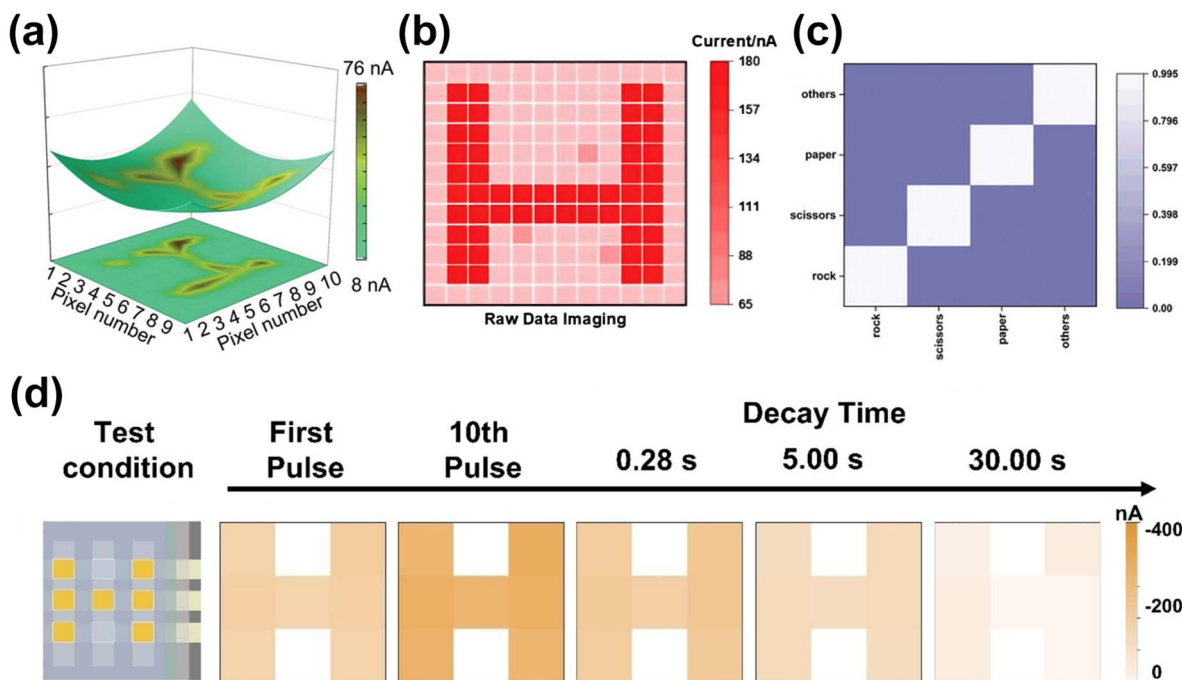 (a)
76 nA
8 nA
1 2 3 4 5 6 7 8 9
Pixel number
1 2 3 4 5 6 7 8 9 10
Pixel number
(b)
Current/nA
180
157
134
111
88
65
Raw Data Imaging
(c)
others
paper
scissors
rock
rock
scissors
paper
others
0.995
0.796
0.597
0.398
0.199
0.00
(d)
Test
condition
First
Pulse
10th
Pulse
Decay Time
0.28 s
5.00 s
30.00 s
nA
-400
-200
0